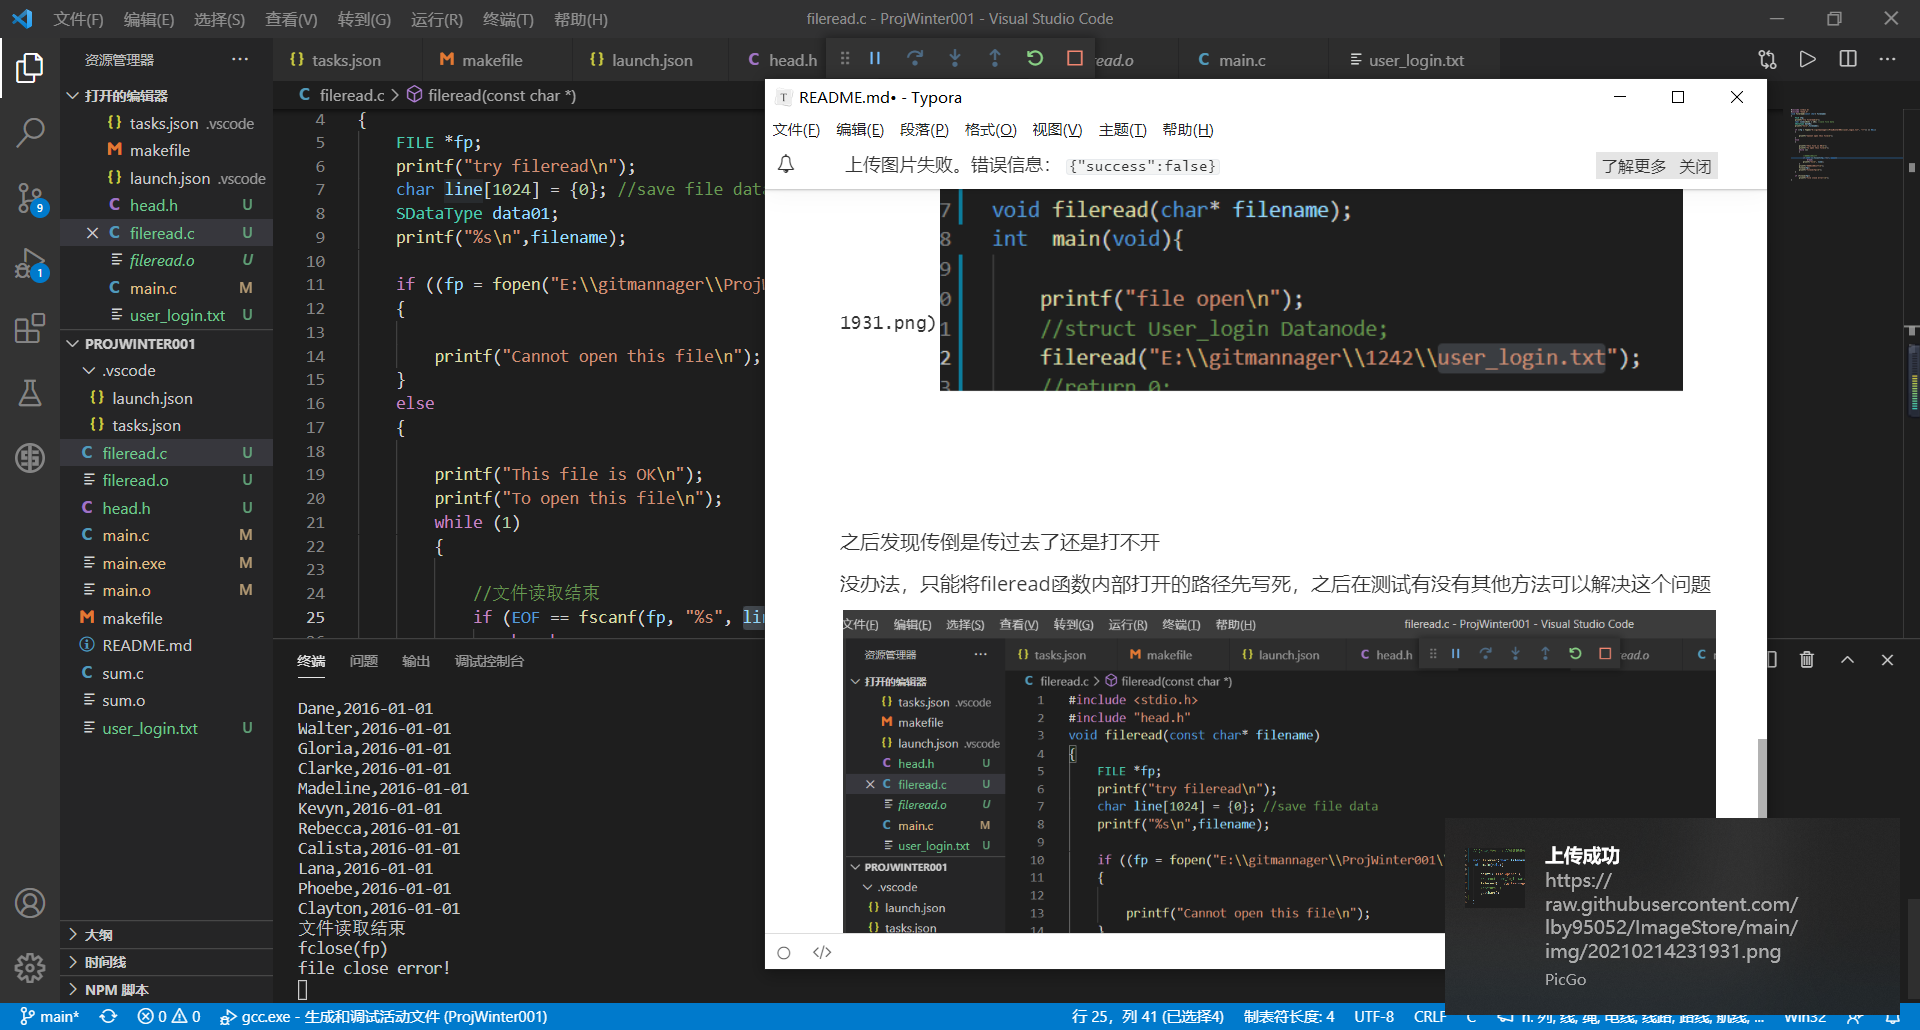 文件(F) 编辑(E) 选择(S) 查看(V) 转到(G) 运行(R) 终端(T) 帮助(H)
fileread.c - ProjWinter001 - Visual Studio Code
资源管理器
打开的编辑器
tasks.json .vscode
makefile
launch.json .vscode
head.h U
fileread.c U
fileread.o U
main.c M
user_login.txt U
PROJWINTER001
.vscode
launch.json
tasks.json
fileread.c U
fileread.o U
head.h U
main.c M
main.exe M
main.o M
makefile
README.md
sum.c
sum.o
user_login.txt U
大纲
时间线
NPM 脚本
tasks.json makefile launch.json head.h ead.o main.c user_login.txt
fileread.c > fileread(const char *)
4 {
5 FILE *fp;
6 printf("try fileread\n");
7 char line[1024] = {0}; //save file dat
8 SDataType data01;
9 printf("%s\n",filename);
10
11 if ((fp = fopen("E:\\gitmannager\\Proj
12 {
13
14 printf("Cannot open this file\n");
15 }
16 else
17 {
18
19 printf("This file is OK\n");
20 printf("To open this file\n");
21 while (1)
22 {
23
24 //文件读取结束
25 if (EOF == fscanf(fp, "%s", lin
终端 问题 输出 调试控制台
Dane,2016-01-01
Walter,2016-01-01
Gloria,2016-01-01
Clarke,2016-01-01
Madeline,2016-01-01
Kevyn,2016-01-01
Rebecca,2016-01-01
Calista,2016-01-01
Lana,2016-01-01
Phoebe,2016-01-01
Clayton,2016-01-01
文件读取结束
fclose(fp)
file close error!
README.md• - Typora
文件(F) 编辑(E) 段落(P) 格式(O) 视图(V) 主题(T) 帮助(H)
上传图片失败。错误信息： {"success":false}
了解更多 关闭
7 void fileread(char* filename);
8 int main(void){
9
0 printf("file open\n");
1931.png)
1 //struct User_login Datanode;
2 fileread("E:\\gitmannager\\1242\\user_login.txt");
3 //return 0;
之后发现传倒是传过去了还是打不开
没办法，只能将fileread函数内部打开的路径先写死，之后在测试有没有其他方法可以解决这个问题
文件(F) 编辑(E) 选择(S) 查看(V) 转到(G) 运行(R) 终端(T) 帮助(H)
fileread.c - ProjWinter001 - Visual Studio Code
资源管理器
tasks.json makefile launch.json head.h ead.o
打开的编辑器
tasks.json .vscode
makefile
launch.json .vscode
head.h U
fileread.c U
fileread.o U
main.c M
user_login.txt U
PROJWINTER001
.vscode
launch.json
tasks.json
fileread.c > fileread(const char *)
1 #include <stdio.h>
2 #include "head.h"
3 void fileread(const char* filename)
4 {
5 FILE *fp;
6 printf("try fileread\n");
7 char line[1024] = {0}; //save file data
8 printf("%s\n",filename);
9
10 if ((fp = fopen("E:\\gitmannager\\ProjWinter001\
11 {
12
13 printf("Cannot open this file\n");
14 }
上传成功
https://
raw.githubusercontent.com/
lby95052/ImageStore/main/
img/20210214231931.png
PicGo
main* 0 0 gcc.exe - 生成和调试活动文件 (ProjWinter001)
行 25，列 41 (已选择4) 制表符长度: 4 UTF-8 CRLF C Win32